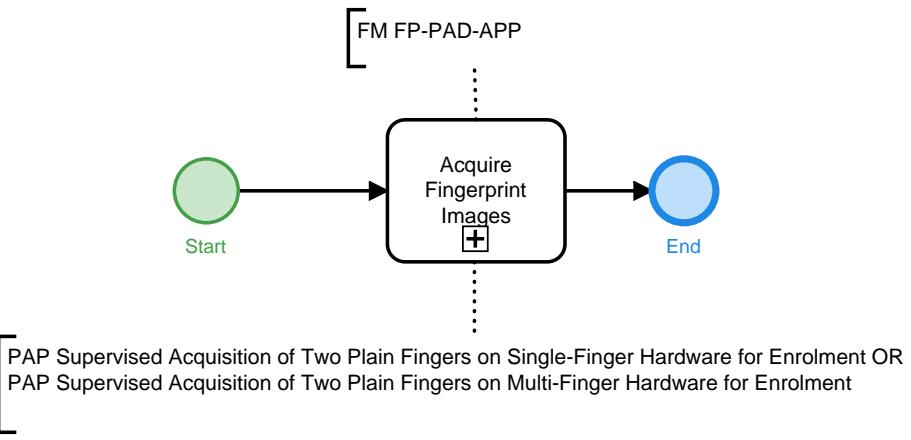 FM FP-PAD-APP
Acquire
Fingerprint
Images
Start
End
PAP Supervised Acquisition of Two Plain Fingers on Single-Finger Hardware for Enrolment OR
PAP Supervised Acquisition of Two Plain Fingers on Multi-Finger Hardware for Enrolment